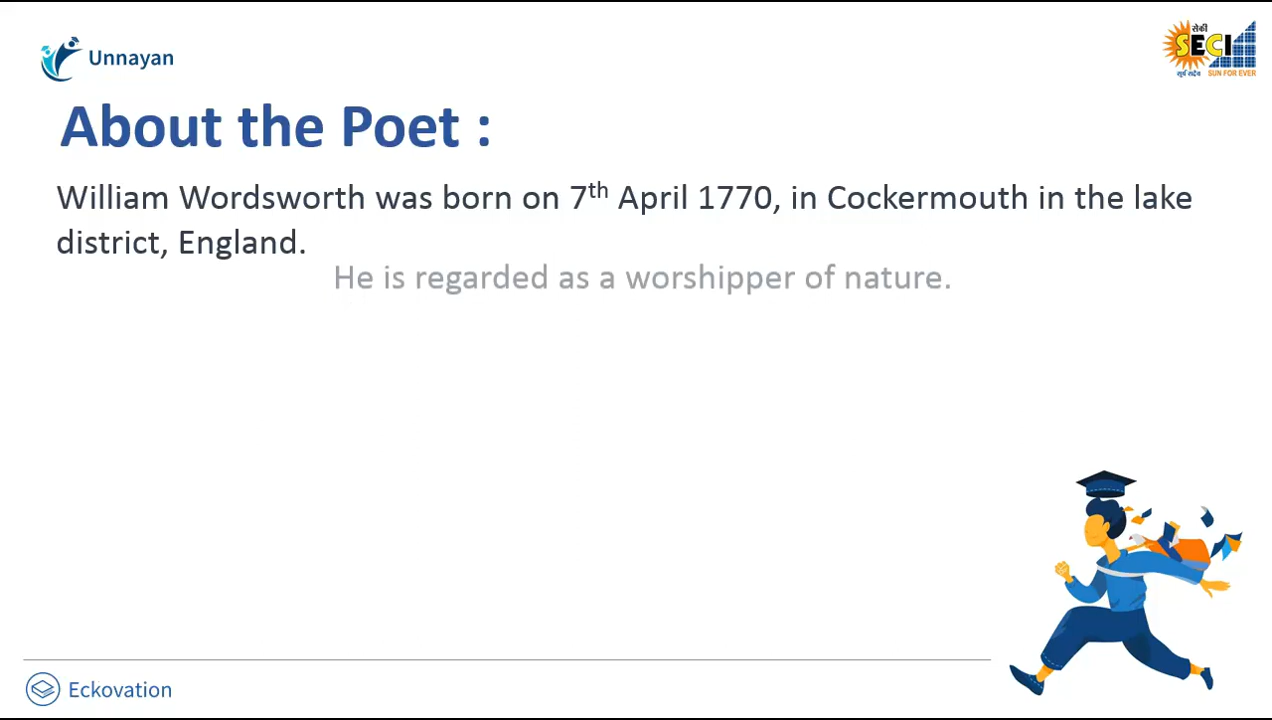 Unnayan
सेकी
SECI
सूर्य सदैव SUN FOR EVER
About the Poet :
William Wordsworth was born on 7th April 1770, in Cockermouth in the lake
district, England.
He is regarded as a worshipper of nature.
Eckovation